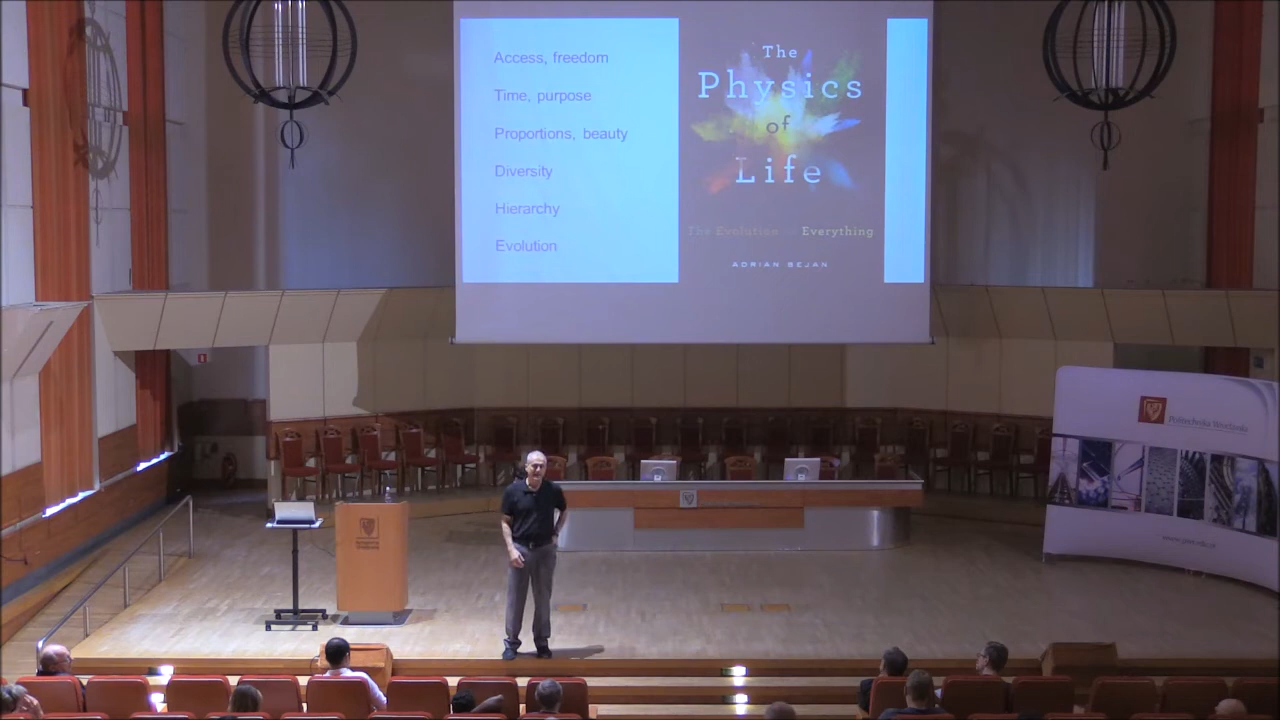 Access, freedom
Time, purpose
Proportions, beauty
Diversity
Hierarchy
Evolution
The
Physics
of
Life
The Evolution of Everything
ADRIAN BEJAN
Politechnika Wrocławska